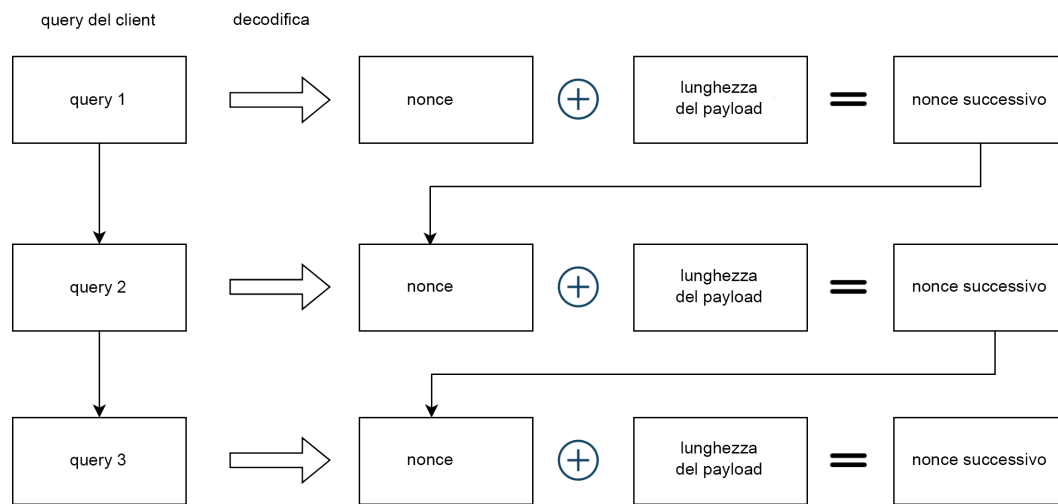 query del client
decodifica
query 1
nonce
lunghezza
del payload
nonce successivo
query 2
nonce
lunghezza
del payload
nonce successivo
query 3
nonce
lunghezza
del payload
nonce successivo